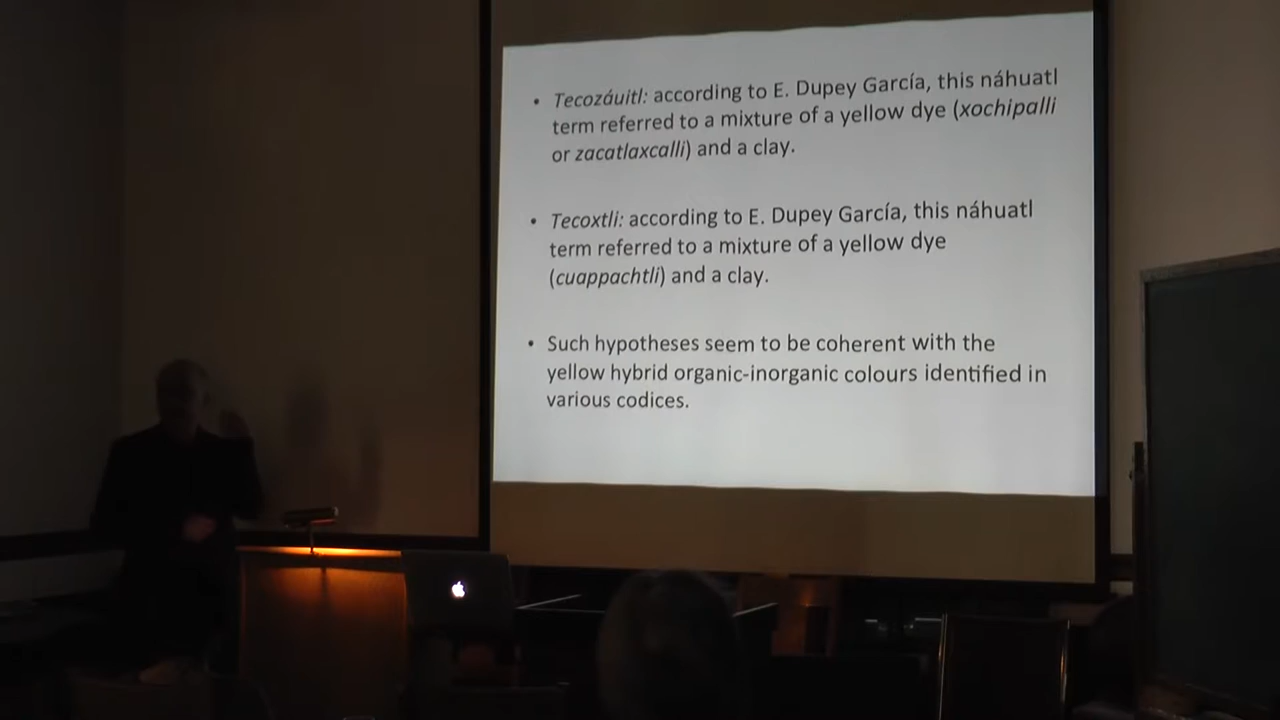 • Tecozáuitl: according to E. Dupey García, this náhuatl
term referred to a mixture of a yellow dye (xochipalli
or zacatlaxcalli) and a clay.
• Tecoxtli: according to E. Dupey García, this náhuatl
term referred to a mixture of a yellow dye
(cuappachtli) and a clay.
• Such hypotheses seem to be coherent with the
yellow hybrid organic-inorganic colours identified in
various codices.